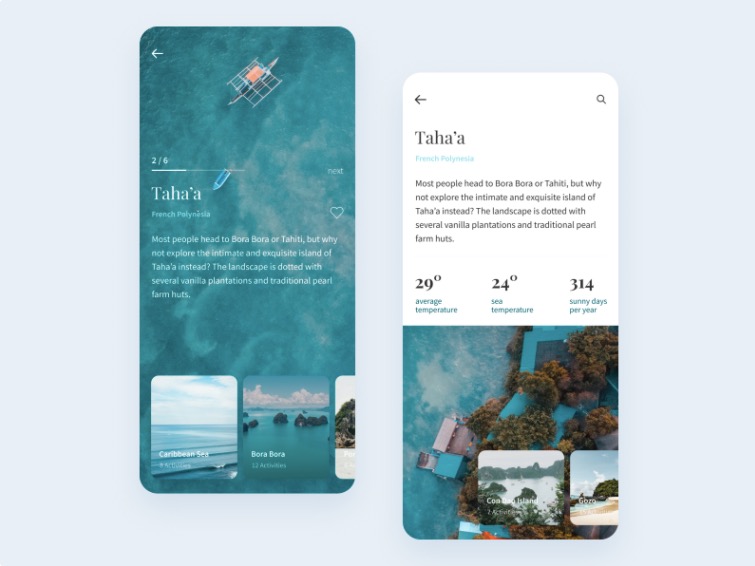 2 / 6
next
Taha'a
French Polynesia
Most people head to Bora Bora or Tahiti, but why
not explore the intimate and exquisite island of
Taha'a instead? The landscape is dotted with
several vanilla plantations and traditional pearl
farm huts.
Caribbean Sea
Activities
Bora Bora
12 Activities
Taha'a
French Polynesia
Most people head to Bora Bora or Tahiti, but why
not explore the intimate and exquisite island of
Taha'a instead? The landscape is dotted with
several vanilla plantations and traditional pearl
farm huts.
29° 24° 314
average sea sunny days
temperature temperature per year
Island
7 Activities
Gozo